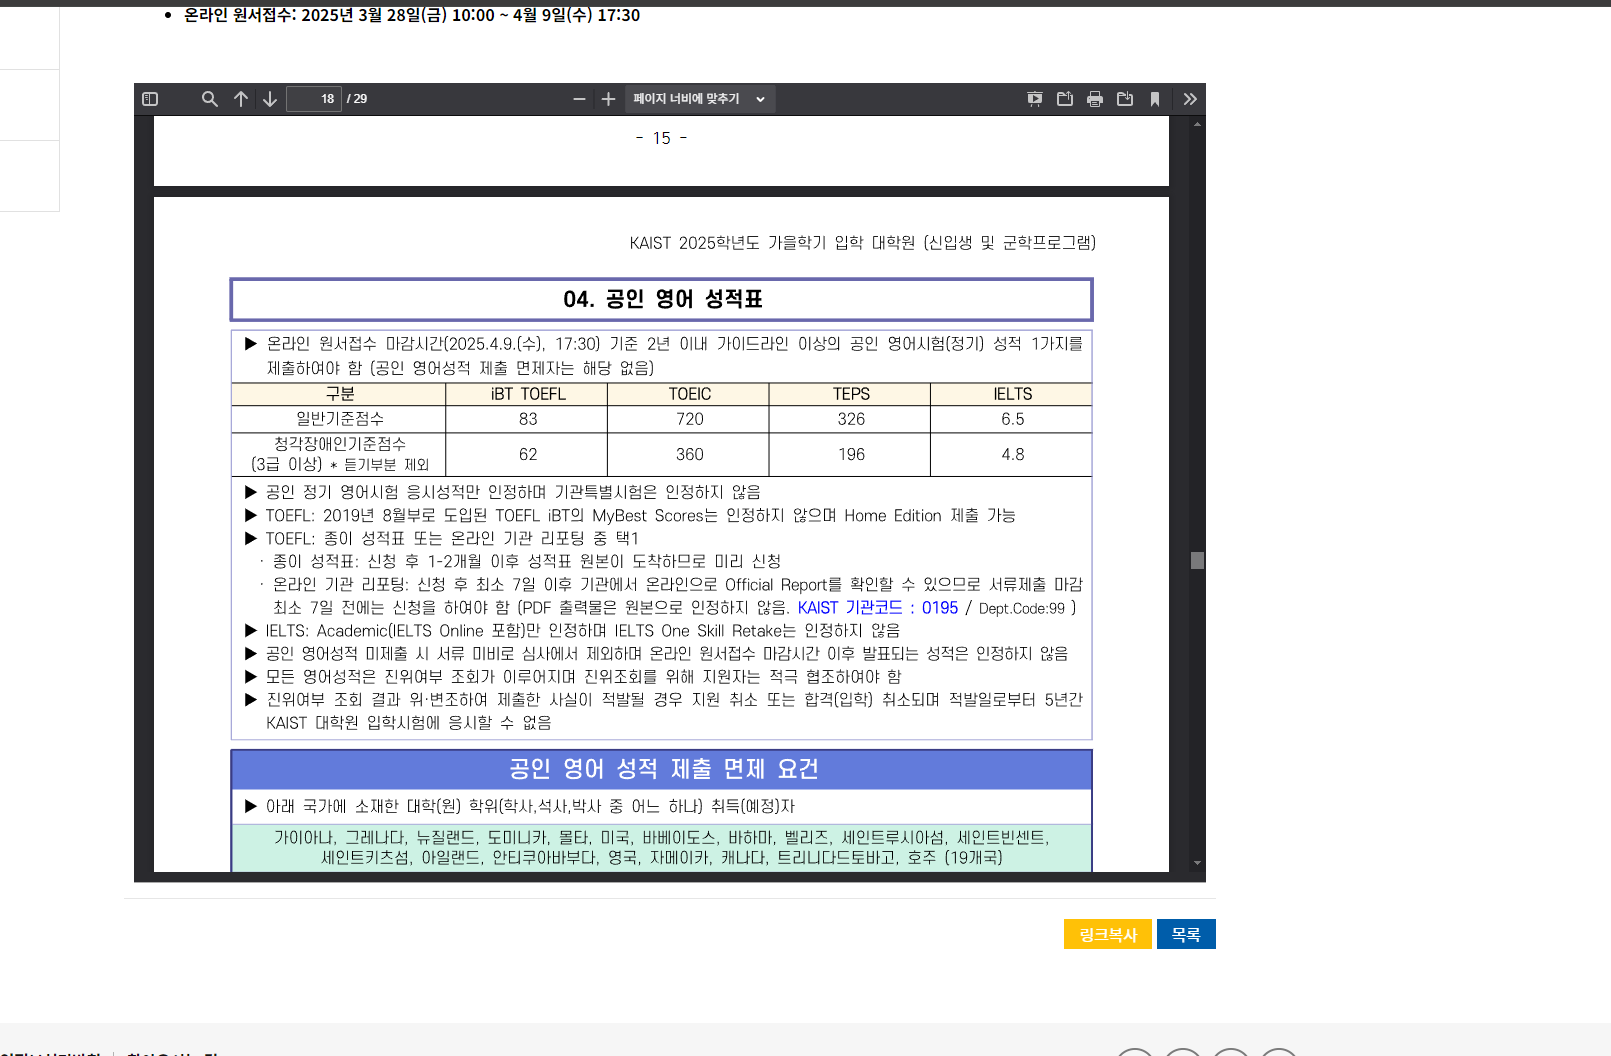 온라인 원서접수: 2025년 3월 28일(금) 10:00 ~ 4월 9일(수) 17:30
18 / 29
페이지 너비에 맞추기
- 15 -
KAIST 2025학년도 가을학기 입학 대학원 (신입생 및 군학프로그램)
04. 공인 영어 성적표
▶ 온라인 원서접수 마감시간(2025.4.9.(수), 17:30) 기준 2년 이내 가이드라인 이상의 공인 영어시험(정기) 성적 1가지를
제출하여야 함 (공인 영어성적 제출 면제자는 해당 없음)
구분 iBT TOEFL TOEIC TEPS IELTS
일반기준점수 83 720 326 6.5
청각장애인기준점수
(3급 이상) * 듣기부분 제외 62 360 196 4.8
▶ 공인 정기 영어시험 응시성적만 인정하며 기관특별시험은 인정하지 않음
▶ TOEFL: 2019년 8월부로 도입된 TOEFL iBT의 MyBest Scores는 인정하지 않으며 Home Edition 제출 가능
▶ TOEFL: 종이 성적표 또는 온라인 기관 리포팅 중 택1
· 종이 성적표: 신청 후 1-2개월 이후 성적표 원본이 도착하므로 미리 신청
· 온라인 기관 리포팅: 신청 후 최소 7일 이후 기관에서 온라인으로 Official Report를 확인할 수 있으므로 서류제출 마감
최소 7일 전에는 신청을 하여야 함 (PDF 출력물은 원본으로 인정하지 않음. KAIST 기관코드 : 0195 / Dept.Code:99 )
▶ IELTS: Academic(IELTS Online 포함)만 인정하며 IELTS One Skill Retake는 인정하지 않음
▶ 공인 영어성적 미제출 시 서류 미비로 심사에서 제외하며 온라인 원서접수 마감시간 이후 발표되는 성적은 인정하지 않음
▶ 모든 영어성적은 진위여부 조회가 이루어지며 진위조회를 위해 지원자는 적극 협조하여야 함
▶ 진위여부 조회 결과 위·변조하여 제출한 사실이 적발될 경우 지원 취소 또는 합격(입학) 취소되며 적발일로부터 5년간
KAIST 대학원 입학시험에 응시할 수 없음
공인 영어 성적 제출 면제 요건
▶ 아래 국가에 소재한 대학(원) 학위(학사,석사,박사 중 어느 하나) 취득(예정)자
가이아나, 그레나다, 뉴질랜드, 도미니카, 몰타, 미국, 바베이도스, 바하마, 벨리즈, 세인트루시아섬, 세인트빈센트,
세인트키츠섬, 아일랜드, 안티쿠아바부다, 영국, 자메이카, 캐나다, 트리니다드토바고, 호주 (19개국)
링크복사 목록